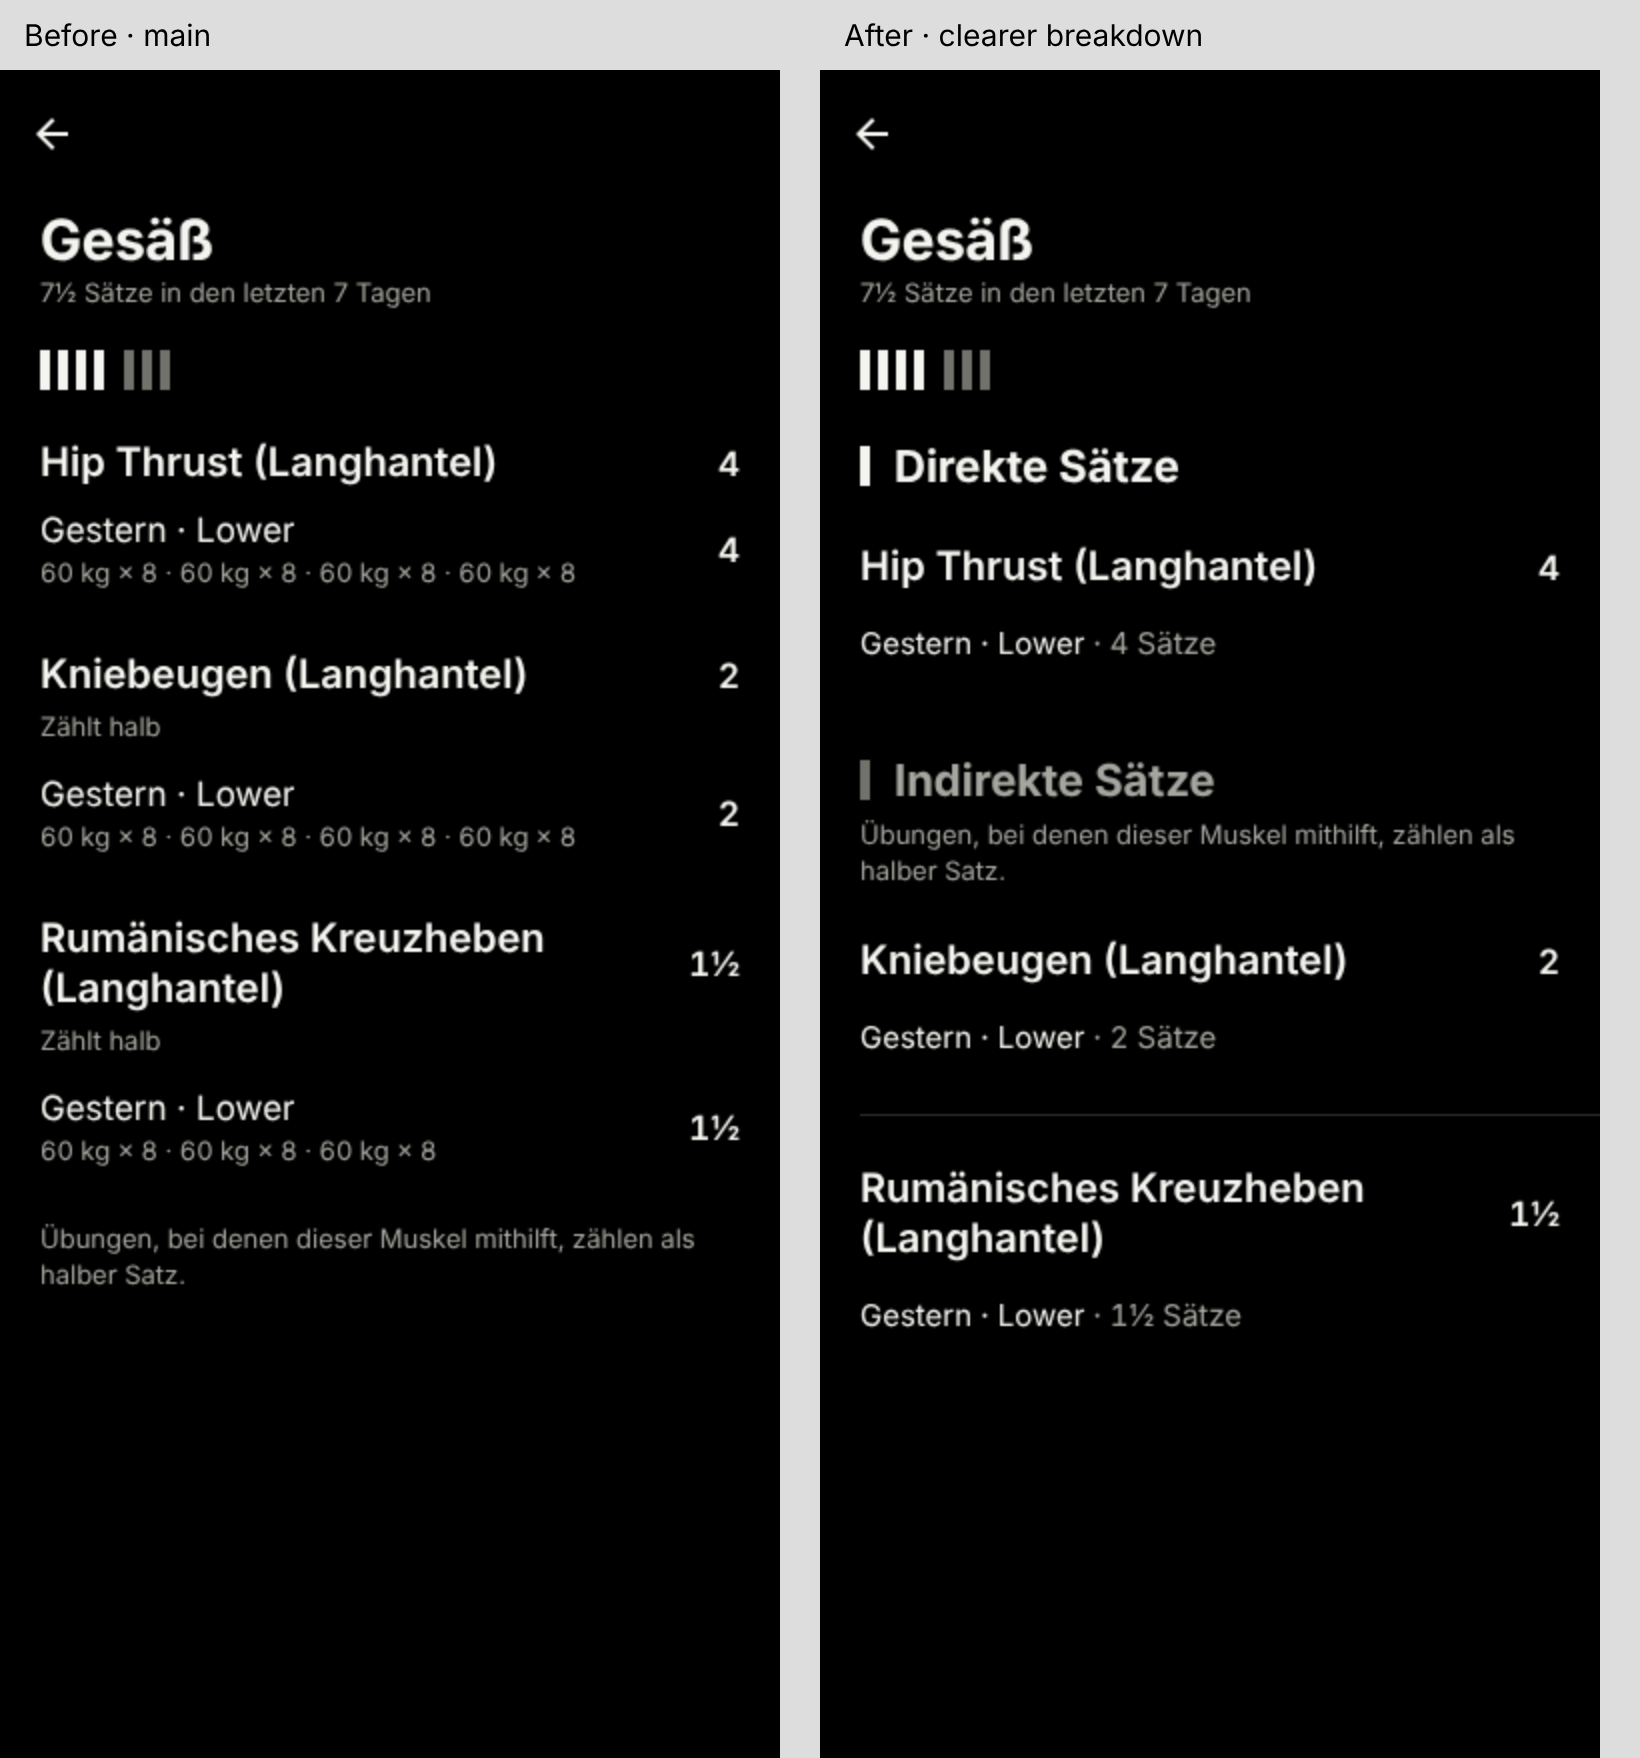 Before · main
Gesäß
7½ Sätze in den letzten 7 Tagen
Hip Thrust (Langhantel) 4
Gestern · Lower 4
60 kg × 8 · 60 kg × 8 · 60 kg × 8 · 60 kg × 8
Kniebeugen (Langhantel) 2
Zählt halb
Gestern · Lower 2
60 kg × 8 · 60 kg × 8 · 60 kg × 8 · 60 kg × 8
Rumänisches Kreuzheben
(Langhantel) 1½
Zählt halb
Gestern · Lower 1½
60 kg × 8 · 60 kg × 8 · 60 kg × 8
Übungen, bei denen dieser Muskel mithilft, zählen als
halber Satz.
After · clearer breakdown
Gesäß
7½ Sätze in den letzten 7 Tagen
Direkte Sätze
Hip Thrust (Langhantel) 4
Gestern · Lower · 4 Sätze
Indirekte Sätze
Übungen, bei denen dieser Muskel mithilft, zählen als
halber Satz.
Kniebeugen (Langhantel) 2
Gestern · Lower · 2 Sätze
Rumänisches Kreuzheben
(Langhantel) 1½
Gestern · Lower · 1½ Sätze